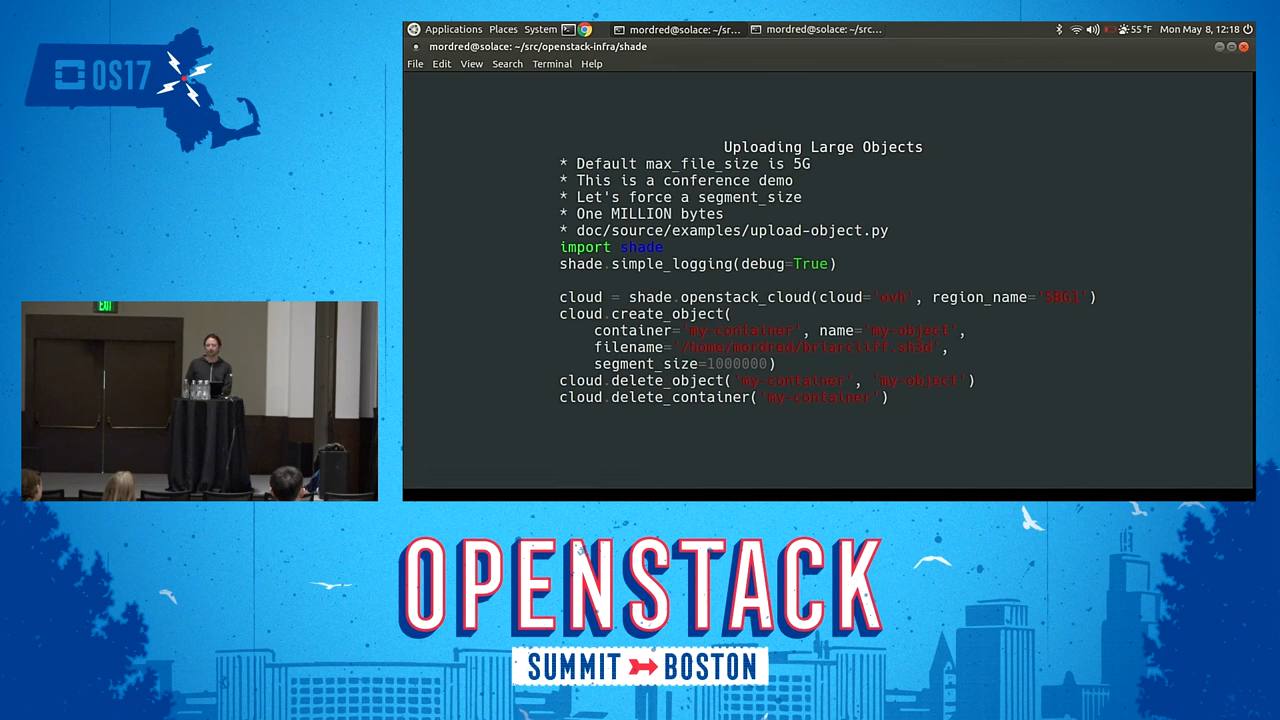 OS17
EXIT
Applications Places System mordred@solace: ~/sr... mordred@solace: ~/src... 55 °F Mon May 8, 12:18
mordred@solace: ~/src/openstack-infra/shade
File Edit View Search Terminal Help
Uploading Large Objects
* Default max_file_size is 5G
* This is a conference demo
* Let's force a segment_size
* One MILLION bytes
* doc/source/examples/upload-object.py
import shade
shade.simple_logging(debug=True)
cloud = shade.openstack_cloud(cloud='ovh', region_name='SBG1')
cloud.create_object(
container='my-container', name='my-object',
filename='/home/mordred/briarcliff.sh3d',
segment_size=1000000)
cloud.delete_object('my-container', 'my-object')
cloud.delete_container('my-container')
OPENSTACK
SUMMIT BOSTON